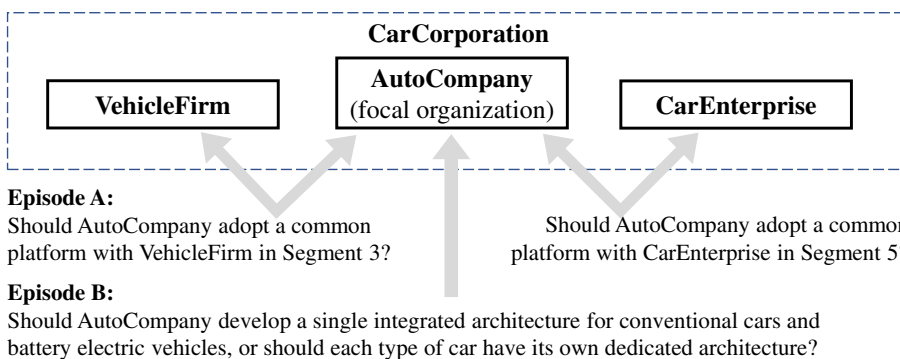 CarCorporation
VehicleFirm
AutoCompany
(focal organization)
CarEnterprise
Episode A:
Should AutoCompany adopt a common
platform with VehicleFirm in Segment 3?
Should AutoCompany adopt a common
platform with CarEnterprise in Segment 5?
Episode B:
Should AutoCompany develop a single integrated architecture for conventional cars and
battery electric vehicles, or should each type of car have its own dedicated architecture?